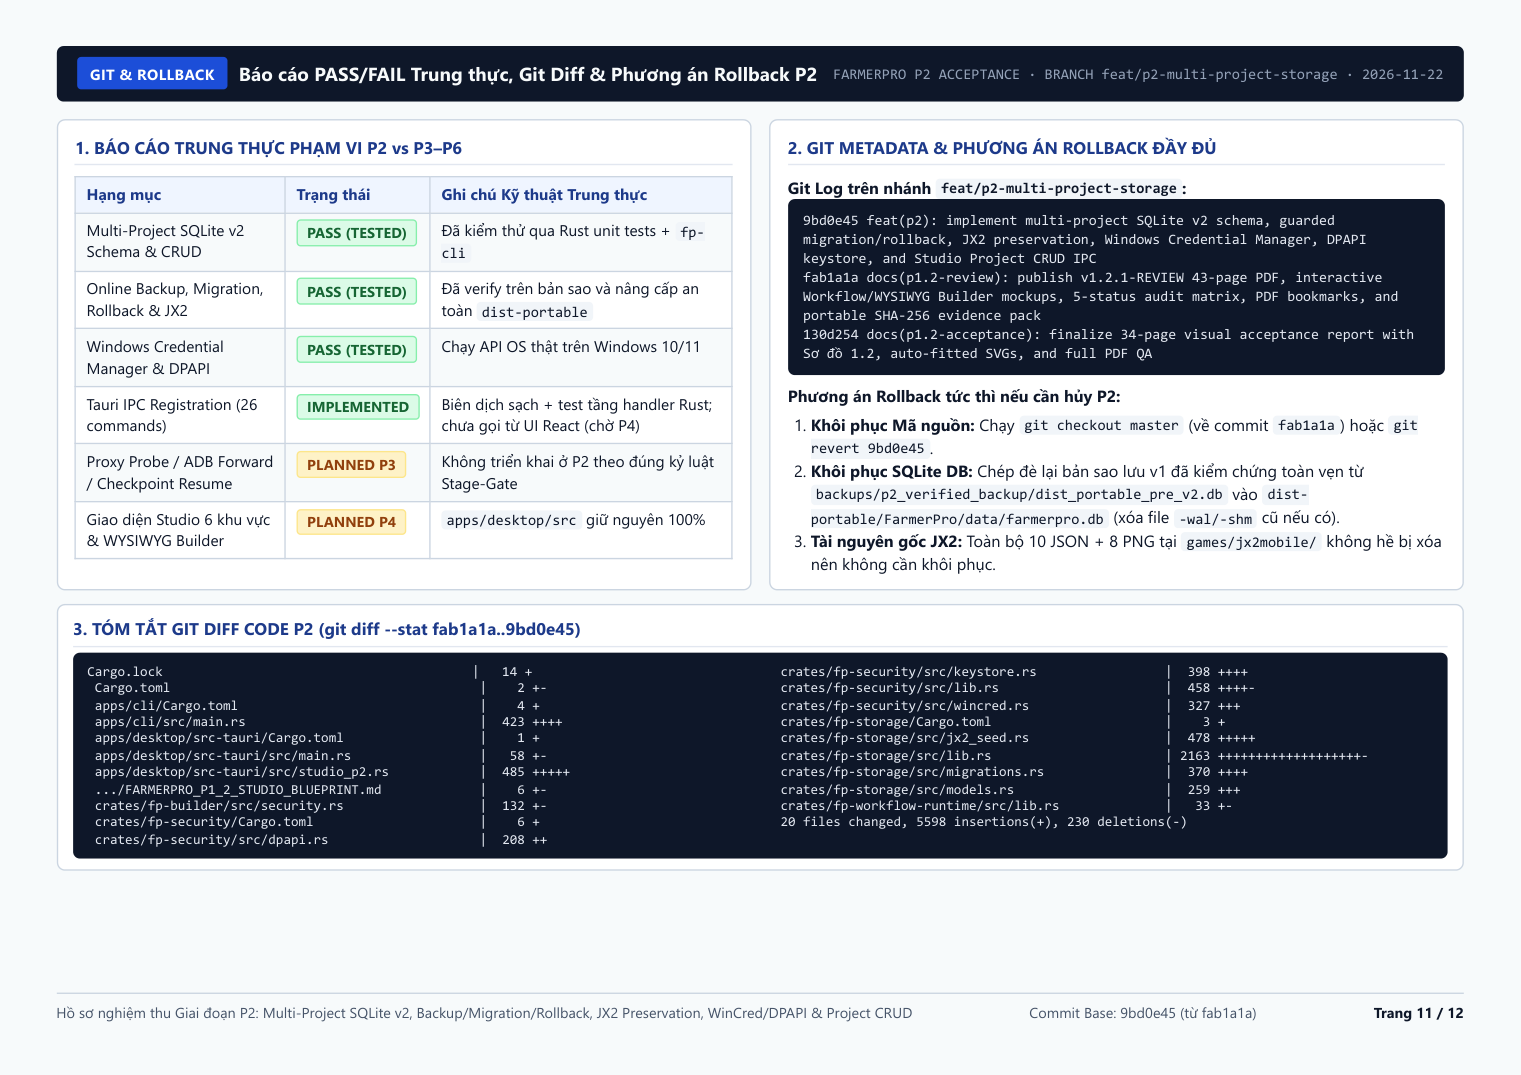 GIT & ROLLBACK
Báo cáo PASS/FAIL Trung thực, Git Diff & Phương án Rollback P2
FARMERPRO P2 ACCEPTANCE · BRANCH feat/p2-multi-project-storage · 2026-11-22
1. BÁO CÁO TRUNG THỰC PHẠM VI P2 vs P3–P6
Hạng mục
Trạng thái
Ghi chú Kỹ thuật Trung thực
Multi-Project SQLite v2
Schema & CRUD
PASS (TESTED)
Đã kiểm thử qua Rust unit tests + fp-
cli
Online Backup, Migration,
Rollback & JX2
PASS (TESTED)
Đã verify trên bản sao và nâng cấp an
toàn dist-portable
Windows Credential
Manager & DPAPI
PASS (TESTED)
Chạy API OS thật trên Windows 10/11
Tauri IPC Registration (26
commands)
IMPLEMENTED
Biên dịch sạch + test tầng handler Rust;
chưa gọi từ UI React (chờ P4)
Proxy Probe / ADB Forward
/ Checkpoint Resume
PLANNED P3
Không triển khai ở P2 theo đúng kỷ luật
Stage-Gate
Giao diện Studio 6 khu vực
& WYSIWYG Builder
PLANNED P4
apps/desktop/src giữ nguyên 100%
2. GIT METADATA & PHƯƠNG ÁN ROLLBACK ĐẦY ĐỦ
Git Log trên nhánh feat/p2-multi-project-storage :
9bd0e45 feat(p2): implement multi-project SQLite v2 schema, guarded
migration/rollback, JX2 preservation, Windows Credential Manager, DPAPI
keystore, and Studio Project CRUD IPC
fab1a1a docs(p1.2-review): publish v1.2.1-REVIEW 43-page PDF, interactive
Workflow/WYSIWYG Builder mockups, 5-status audit matrix, PDF bookmarks, and
portable SHA-256 evidence pack
130d254 docs(p1.2-acceptance): finalize 34-page visual acceptance report with
Sơ đồ 1.2, auto-fitted SVGs, and full PDF QA
Phương án Rollback tức thì nếu cần hủy P2:
1. Khôi phục Mã nguồn: Chạy git checkout master (về commit fab1a1a ) hoặc git
revert 9bd0e45 .
2. Khôi phục SQLite DB: Chép đè lại bản sao lưu v1 đã kiểm chứng toàn vẹn từ
backups/p2_verified_backup/dist_portable_pre_v2.db vào dist-
portable/FarmerPro/data/farmerpro.db (xóa file -wal/-shm cũ nếu có).
3. Tài nguyên gốc JX2: Toàn bộ 10 JSON + 8 PNG tại games/jx2mobile/ không hề bị xóa
nên không cần khôi phục.
3. TÓM TẮT GIT DIFF CODE P2 (git diff --stat fab1a1a..9bd0e45)
Cargo.lock | 14 +
Cargo.toml | 2 +-
apps/cli/Cargo.toml | 4 +
apps/cli/src/main.rs | 423 ++++
apps/desktop/src-tauri/Cargo.toml | 1 +
apps/desktop/src-tauri/src/main.rs | 58 +-
apps/desktop/src-tauri/src/studio_p2.rs | 485 +++++
.../FARMERPRO_P1_2_STUDIO_BLUEPRINT.md | 6 +-
crates/fp-builder/src/security.rs | 132 +-
crates/fp-security/Cargo.toml | 6 +
crates/fp-security/src/dpapi.rs | 208 ++
crates/fp-security/src/keystore.rs | 398 ++++
crates/fp-security/src/lib.rs | 458 ++++-
crates/fp-security/src/wincred.rs | 327 +++
crates/fp-storage/Cargo.toml | 3 +
crates/fp-storage/src/jx2_seed.rs | 478 +++++
crates/fp-storage/src/lib.rs | 2163 +++++++++++++++++++-
crates/fp-storage/src/migrations.rs | 370 ++++
crates/fp-storage/src/models.rs | 259 +++
crates/fp-workflow-runtime/src/lib.rs | 33 +-
20 files changed, 5598 insertions(+), 230 deletions(-)
Hồ sơ nghiệm thu Giai đoạn P2: Multi-Project SQLite v2, Backup/Migration/Rollback, JX2 Preservation, WinCred/DPAPI & Project CRUD
Commit Base: 9bd0e45 (từ fab1a1a)
Trang 11 / 12